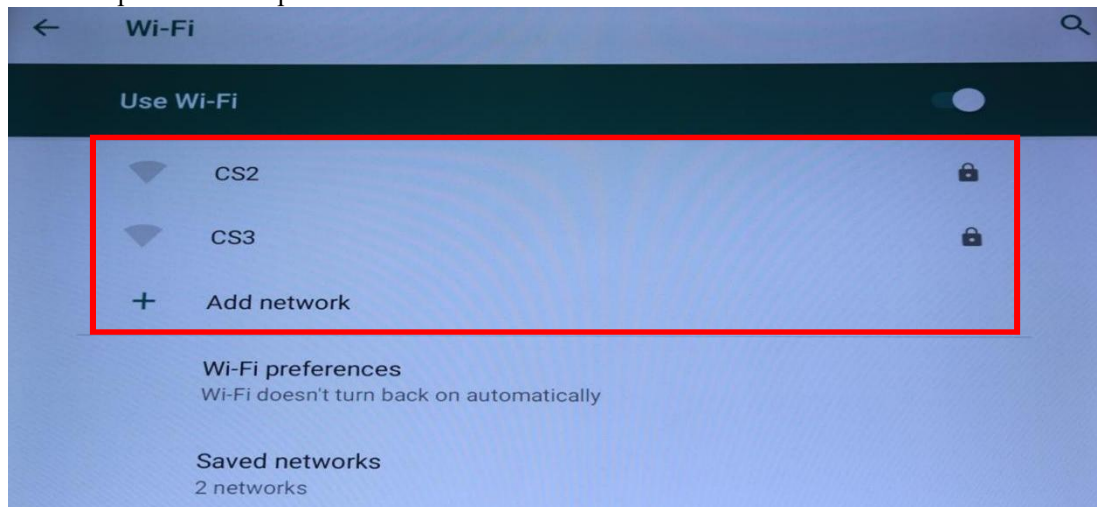 Wi-Fi
Use Wi-Fi
CS2
CS3
Add network
Wi-Fi preferences
Wi-Fi doesn't turn back on automatically
Saved networks
2 networks